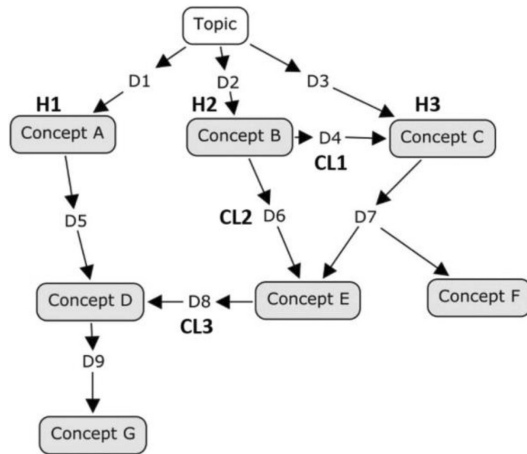 Topic
D1 D2 D3
H1 H2 H3
Concept A Concept B D4 Concept C
CL1
D5 CL2 D6 D7
Concept D D8 Concept E Concept F
CL3
D9
Concept G